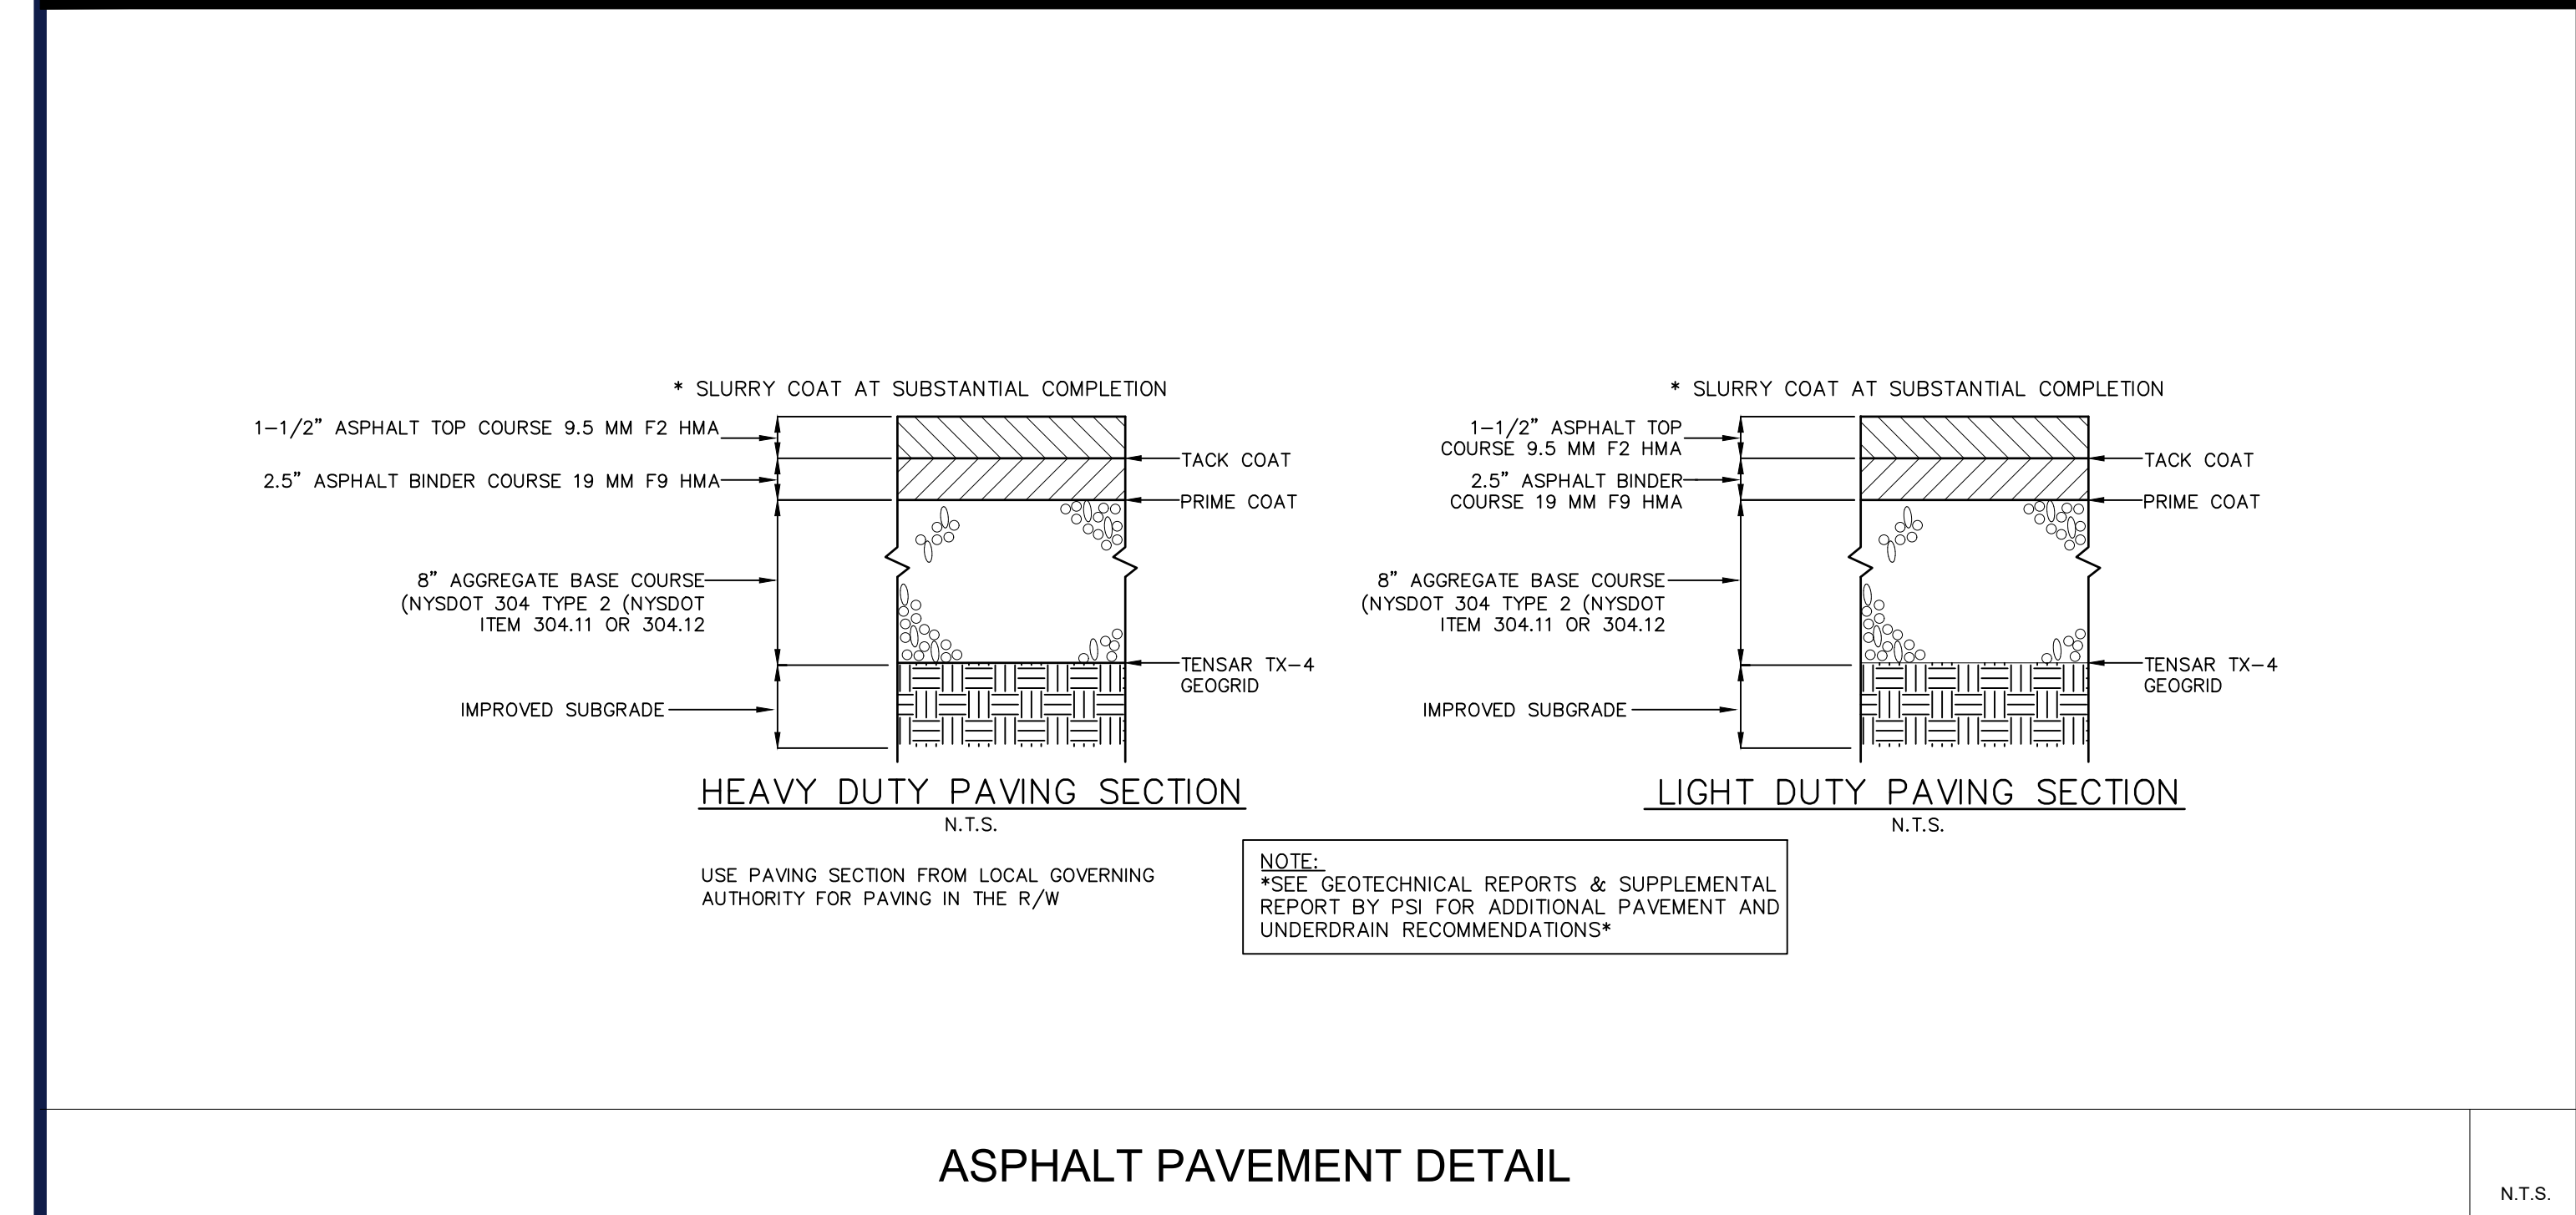 * SLURRY COAT AT SUBSTANTIAL COMPLETION
1-1/2" ASPHALT TOP COURSE 9.5 MM F2 HMA
2.5" ASPHALT BINDER COURSE 19 MM F9 HMA
8" AGGREGATE BASE COURSE
(NYSDOT 304 TYPE 2 (NYSDOT
ITEM 304.11 OR 304.12
IMPROVED SUBGRADE
TACK COAT
PRIME COAT
TENSAR TX-4
GEOGRID
HEAVY DUTY PAVING SECTION
N.T.S.
USE PAVING SECTION FROM LOCAL GOVERNING
AUTHORITY FOR PAVING IN THE R/W
* SLURRY COAT AT SUBSTANTIAL COMPLETION
1-1/2" ASPHALT TOP
COURSE 9.5 MM F2 HMA
2.5" ASPHALT BINDER
COURSE 19 MM F9 HMA
8" AGGREGATE BASE COURSE
(NYSDOT 304 TYPE 2 (NYSDOT
ITEM 304.11 OR 304.12
IMPROVED SUBGRADE
TACK COAT
PRIME COAT
TENSAR TX-4
GEOGRID
LIGHT DUTY PAVING SECTION
N.T.S.
NOTE:
*SEE GEOTECHNICAL REPORTS & SUPPLEMENTAL
REPORT BY PSI FOR ADDITIONAL PAVEMENT AND
UNDERDRAIN RECOMMENDATIONS*
ASPHALT PAVEMENT DETAIL
N.T.S.